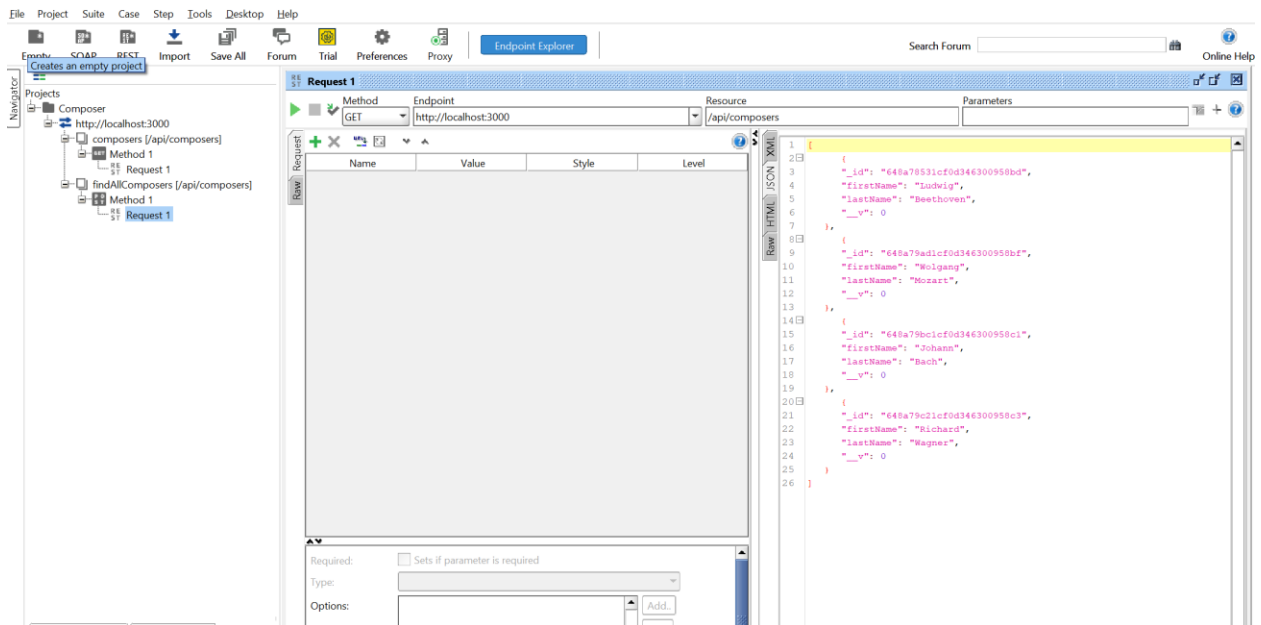 File Project Suite Case Step Tools Desktop Help
Empty SOAP REST Import Save All Forum Trial Preferences Proxy Endpoint Explorer Search Forum Online Help
Creates an empty project
Navigator
Projects
Composer
http://localhost:3000
composers [/api/composers]
GET Method 1
REST Request 1
findAllComposers [/api/composers]
Method 1
REST Request 1
REST Request 1
Method Endpoint Resource Parameters
GET http://localhost:3000 /api/composers
Request
Raw
Name Value Style Level
XML
JSON
HTML
Raw
1 [
2 {
3 "_id": "648a78531cf0d346300958bd",
4 "firstName": "Ludwig",
5 "lastName": "Beethoven",
6 "__v": 0
7 },
8 {
9 "_id": "648a79ad1cf0d346300958bf",
10 "firstName": "Wolgang",
11 "lastName": "Mozart",
12 "__v": 0
13 },
14 {
15 "_id": "648a79bc1cf0d346300958c1",
16 "firstName": "Johann",
17 "lastName": "Bach",
18 "__v": 0
19 },
20 {
21 "_id": "648a79c21cf0d346300958c3",
22 "firstName": "Richard",
23 "lastName": "Wagner",
24 "__v": 0
25 }
26 ]
Required: Sets if parameter is required
Type:
Options: Add..